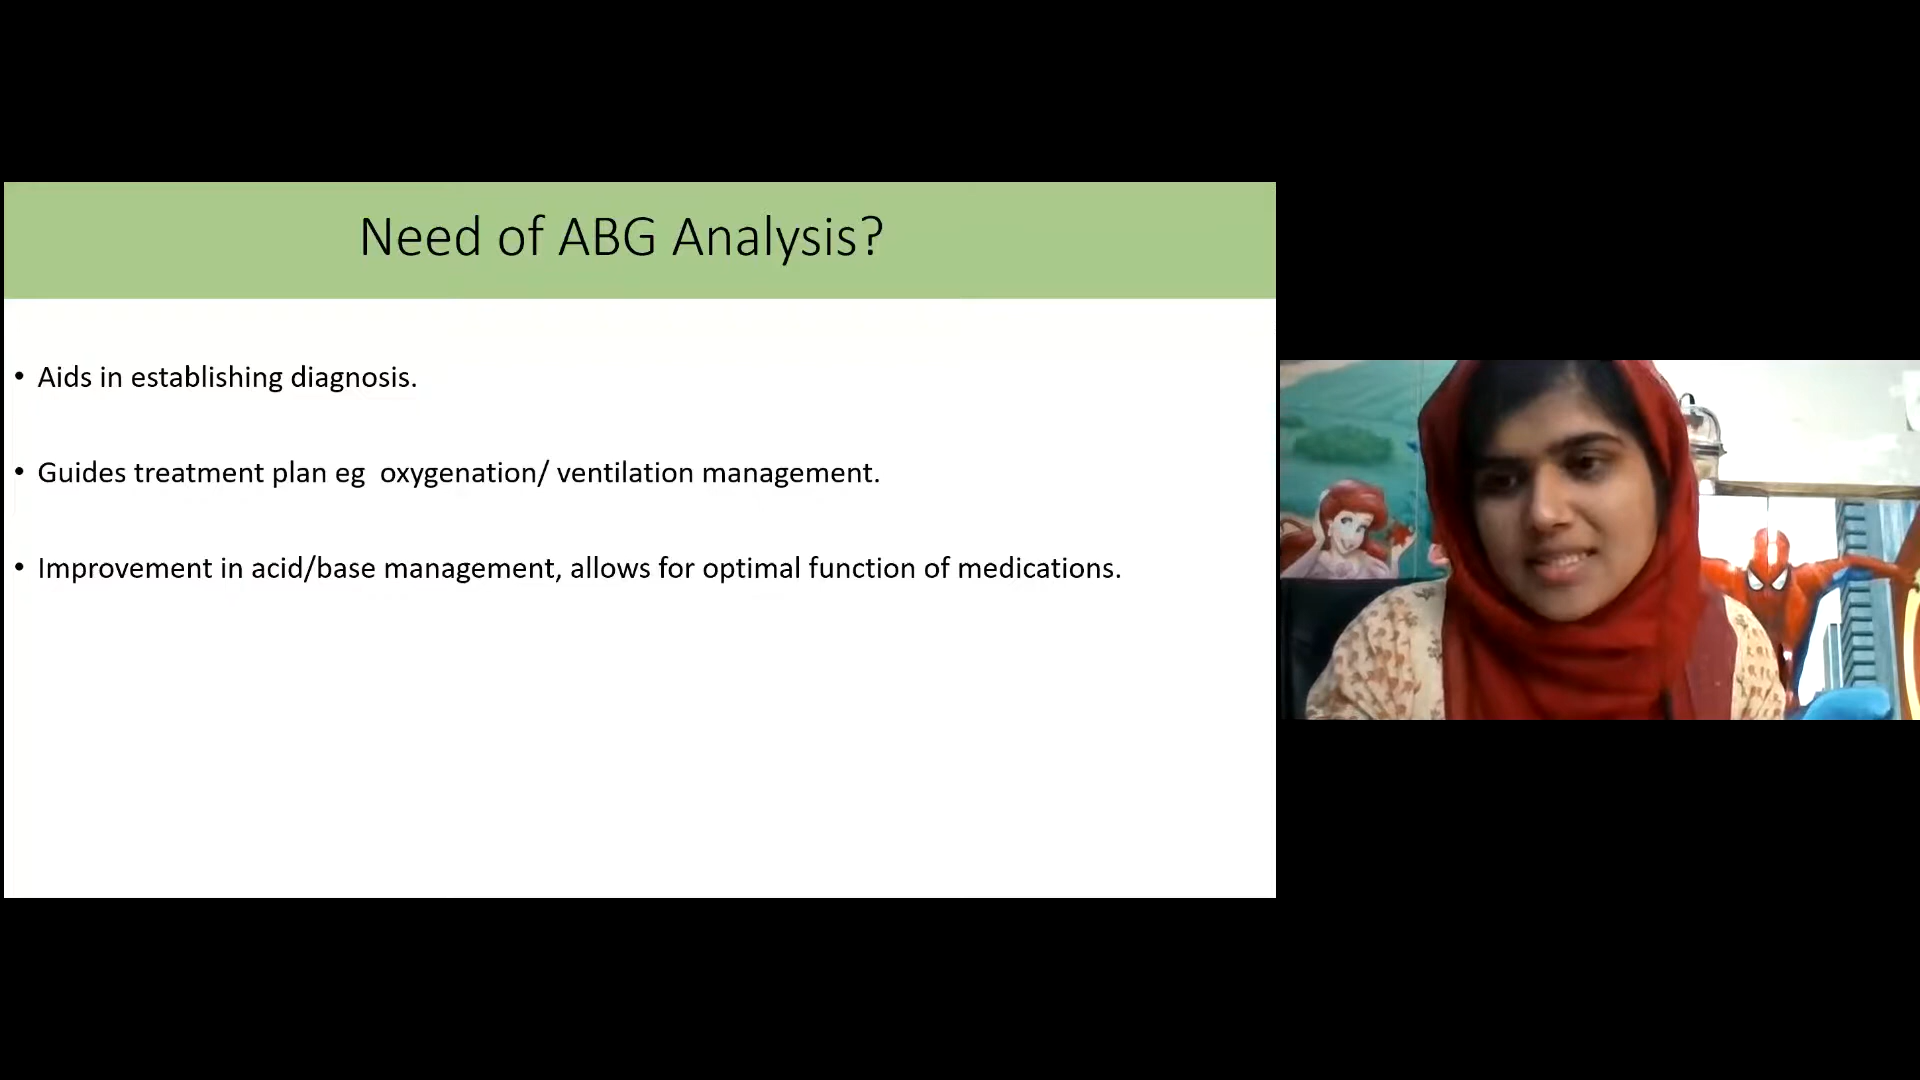 Need of ABG Analysis?
• Aids in establishing diagnosis.
• Guides treatment plan eg  oxygenation/ ventilation management.
• Improvement in acid/base management, allows for optimal function of medications.